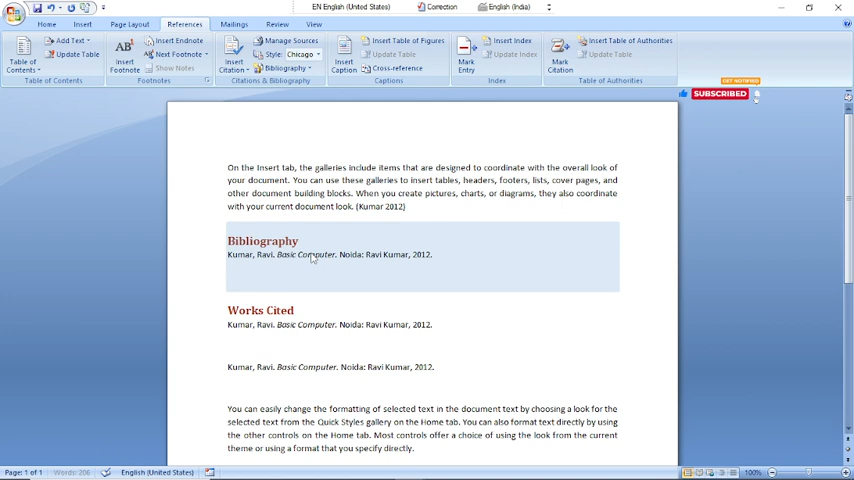 EN English (United States) Correction English (India)
Home Insert Page Layout References Mailings Review View
Table of Contents
Add Text
Update Table
Table of Contents
AB
Insert Footnote
Insert Endnote
Next Footnote
Show Notes
Footnotes
Insert Citation
Manage Sources
Style: Chicago
Bibliography
Citations & Bibliography
Insert Caption
Insert Table of Figures
Update Table
Cross-reference
Captions
Mark Entry
Insert Index
Update Index
Index
Mark Citation
Insert Table of Authorities
Update Table
Table of Authorities
GET NOTIFIED
SUBSCRIBED
On the Insert tab, the galleries include items that are designed to coordinate with the overall look of
your document. You can use these galleries to insert tables, headers, footers, lists, cover pages, and
other document building blocks. When you create pictures, charts, or diagrams, they also coordinate
with your current document look. (Kumar 2012)
Bibliography
Kumar, Ravi. Basic Computer. Noida: Ravi Kumar, 2012.
Works Cited
Kumar, Ravi. Basic Computer. Noida: Ravi Kumar, 2012.
Kumar, Ravi. Basic Computer. Noida: Ravi Kumar, 2012.
You can easily change the formatting of selected text in the document text by choosing a look for the
selected text from the Quick Styles gallery on the Home tab. You can also format text directly by using
the other controls on the Home tab. Most controls offer a choice of using the look from the current
theme or using a format that you specify directly.
Page: 1 of 1 Words: 206 English (United States) 100%